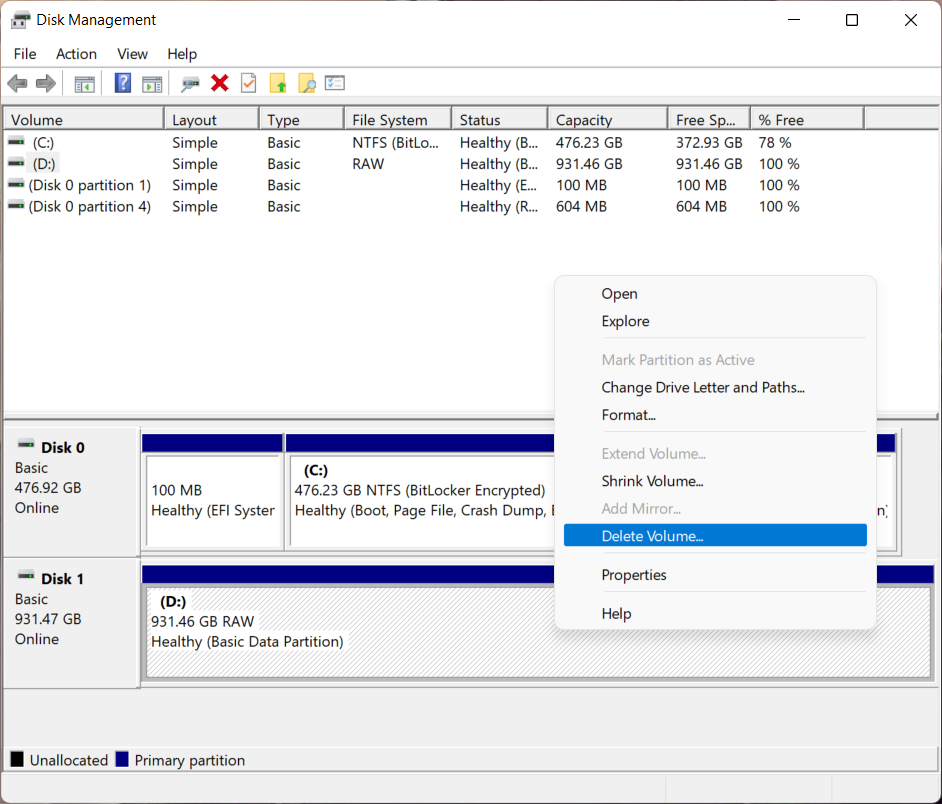 Disk Management
File Action View Help
Volume Layout Type File System Status Capacity Free Sp... % Free
(C:) Simple Basic NTFS (BitLo... Healthy (B... 476.23 GB 372.93 GB 78 %
(D:) Simple Basic RAW Healthy (B... 931.46 GB 931.46 GB 100 %
(Disk 0 partition 1) Simple Basic Healthy (E... 100 MB 100 MB 100 %
(Disk 0 partition 4) Simple Basic Healthy (R... 604 MB 604 MB 100 %
Open
Explore
Mark Partition as Active
Change Drive Letter and Paths...
Format...
Extend Volume...
Shrink Volume...
Add Mirror...
Delete Volume...
Properties
Help
Disk 0
Basic
476.92 GB
Online
100 MB
Healthy (EFI System
(C:)
476.23 GB NTFS (BitLocker Encrypted)
Healthy (Boot, Page File, Crash Dump,
Disk 1
Basic
931.47 GB
Online
(D:)
931.46 GB RAW
Healthy (Basic Data Partition)
Unallocated Primary partition